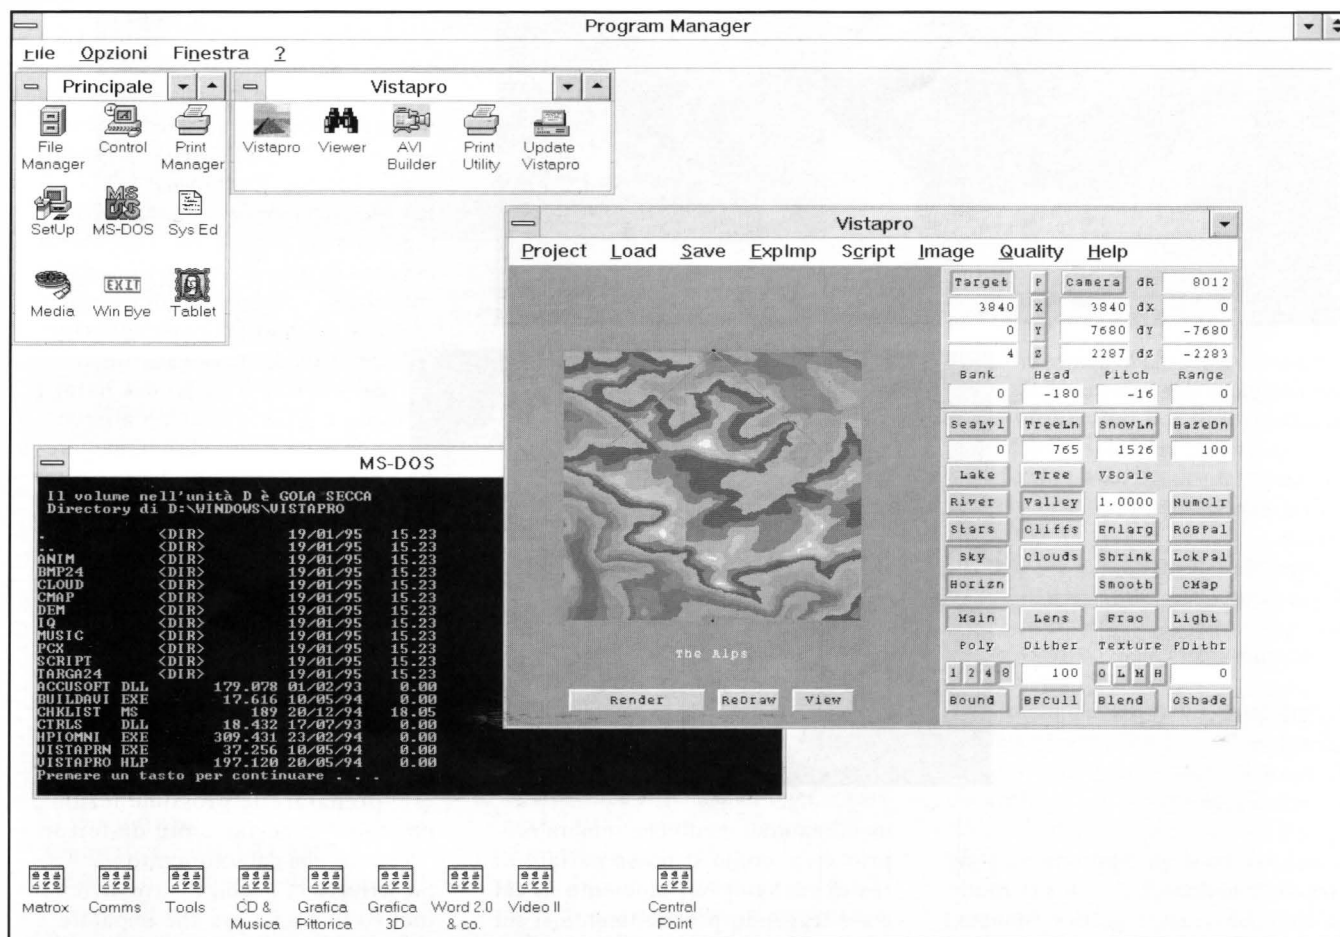 Program Manager
File Opzioni Finestra ?
Principale
File Manager
Control
Print Manager
SetUp
MS-DOS
Sys Ed
Media
Win Bye
Tablet
Vistapro
Vistapro
Viewer
AVI Builder
Print Utility
Update Vistapro
MS-DOS
Il volume nell'unità D è GOLA SECCA
Directory di D:\WINDOWS\VISTAPRO
. <DIR> 19/01/95 15.23
.. <DIR> 19/01/95 15.23
ANIM <DIR> 19/01/95 15.23
BMP24 <DIR> 19/01/95 15.23
CLOUD <DIR> 19/01/95 15.23
CMAP <DIR> 19/01/95 15.23
DEM <DIR> 19/01/95 15.23
IQ <DIR> 19/01/95 15.23
MUSIC <DIR> 19/01/95 15.23
PCX <DIR> 19/01/95 15.23
SCRIPT <DIR> 19/01/95 15.23
TARGA24 <DIR> 19/01/95 15.23
ACCUSOFT DLL 179.078 01/02/93 0.00
BUILDAVI EXE 17.616 10/05/94 0.00
CHKLIST MS 189 20/12/94 18.05
CTRLS DLL 18.432 17/07/93 0.00
HPIOMNI EXE 309.431 23/02/94 0.00
VISTAPRN EXE 37.256 10/05/94 0.00
VISTAPRO HLP 197.120 20/05/94 0.00
Premere un tasto per continuare . . .
Vistapro
Project Load Save ExpImp Script Image Quality Help
The Alps
Render ReDraw View
Target P Camera dR 8012
3840 X 3840 dX 0
0 Y 7680 dY -7680
4 Z 2287 dZ -2283
Bank Head Pitch Range
0 -180 -16 0
SeaLvl TreeLn SnowLn HazeDn
0 765 1526 100
Lake Tree VScale
River Valley 1.0000 NumClr
Stars Cliffs Enlarg RGBPal
Sky Clouds Shrink LckPal
Horizn Smooth CMap
Main Lens Frac Light
Poly Dither Texture PDithr
1 2 4 8 100 O L M H 0
Bound BFCull Blend GShade
Matrox
Comms
Tools
CD & Musica
Grafica Pittorica
Grafica 3D
Word 2.0 & co.
Video II
Central Point